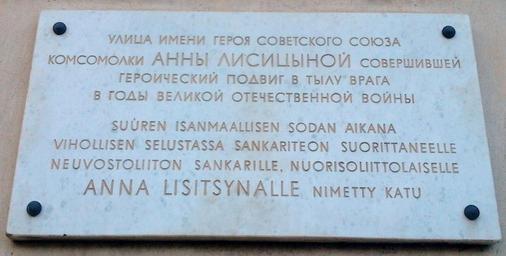 УЛИЦА ИМЕНИ ГЕРОЯ СОВЕТСКОГО СОЮЗА
КОМСОМОЛКИ АННЫ ЛИСИЦЫНОЙ СОВЕРШИВШЕЙ
ГЕРОИЧЕСКИЙ ПОДВИГ В ТЫЛУ ВРАГА
В ГОДЫ ВЕЛИКОЙ ОТЕЧЕСТВЕННОЙ ВОЙНЫ
SUÜREN ISANMAALLISEN SODAN AIKANA
VIHOLLISEN SELUSTASSA SANKARITEON SUORITTANEELLE
NEUVOSTOLIITON SANKARILLE, NUORISOLIITTOLAISELLE
ANNA LISITSYNALLE NIMETTY KATU